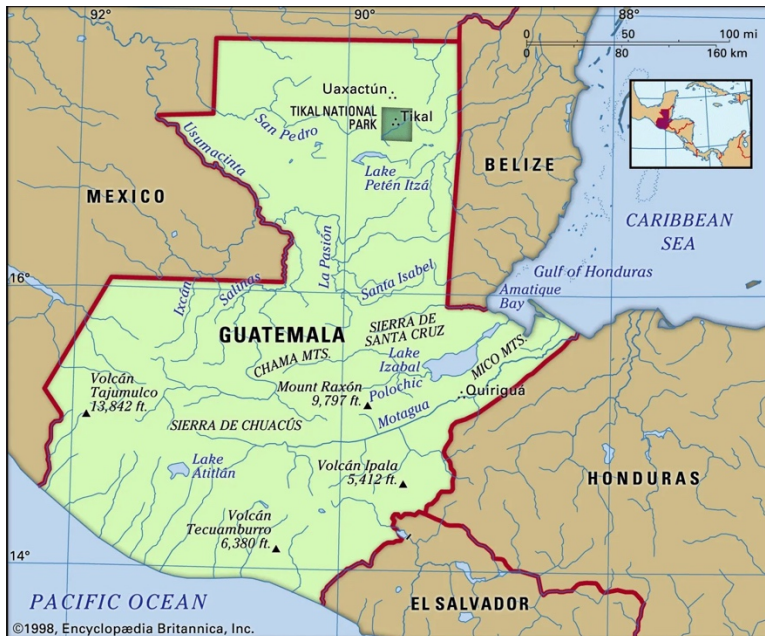 92°
90°
88°
0
50
100 mi
0
80
160 km
Uaxactún
TIKAL NATIONAL
PARK
Tikal
San Pedro
Usumacinta
Lake
Petén Itzá
BELIZE
MEXICO
CARIBBEAN
SEA
La Pasión
Gulf of Honduras
Amatique
Bay
16°
Ixcán
Salinas
Santa Isabel
GUATEMALA
SIERRA DE
SANTA CRUZ
CHAMA MTS.
Lake
Izabal
MICO MTS.
Volcán
Tajumulco
13,842 ft.
Mount Raxón
9,797 ft.
Polochic
Quiriguá
Motagua
SIERRA DE CHUACÚS
Lake
Atitlán
Volcán Ipala
5,412 ft.
HONDURAS
Volcán
Tecuamburro
6,380 ft.
14°
PACIFIC OCEAN
EL SALVADOR
©1998, Encyclopædia Britannica, Inc.